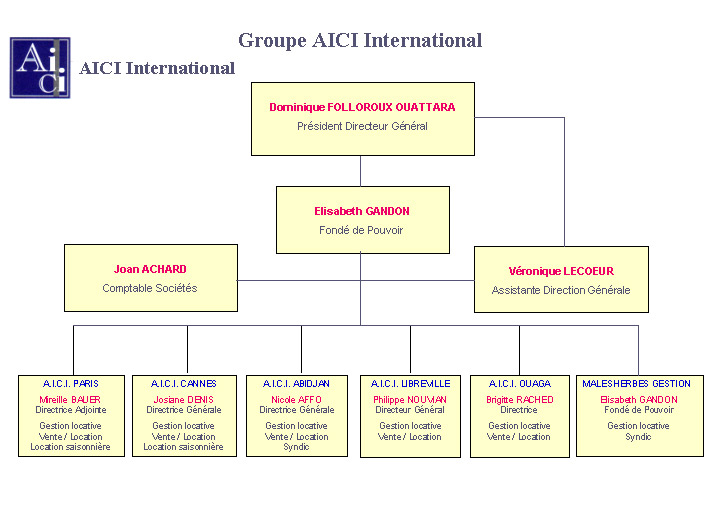 Groupe AICI International
Ai
Ci
AICI International
Dominique FOLLOROUX OUATTARA
Président Directeur Général
Elisabeth GANDON
Fondé de Pouvoir
Joan ACHARD
Comptable Sociétés
Véronique LECOEUR
Assistante Direction Générale
A.I.C.I. PARIS
Mireille BAUER
Directrice Adjointe
Gestion locative
Vente / Location
Location saisonnière
A.I.C.I. CANNES
Josiane DENIS
Directrice Générale
Gestion locative
Vente / Location
Location saisonnière
A.I.C.I. ABIDJAN
Nicole AFFO
Directrice Générale
Gestion locative
Vente / Location
Syndic
A.I.C.I. LIBREVILLE
Philippe NOUVIAN
Directeur Général
Gestion locative
Vente / Location
A.I.C.I. OUAGA
Brigitte RACHED
Directrice
Gestion locative
Vente / Location
MALESHERBES GESTION
Elisabeth GANDON
Fondé de Pouvoir
Gestion locative
Syndic